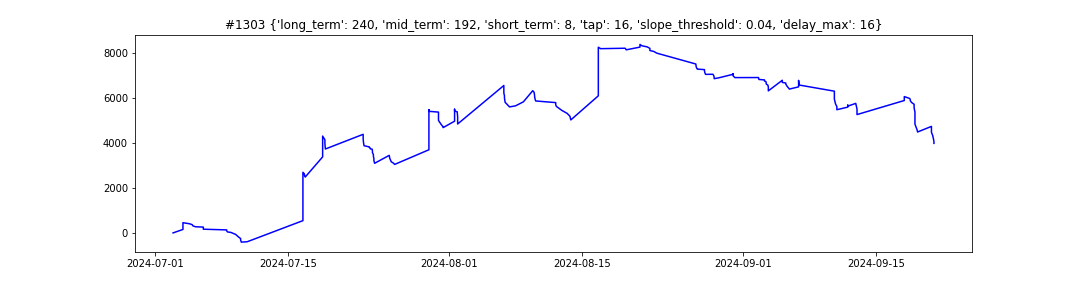 #1303 {'long_term': 240, 'mid_term': 192, 'short_term': 8, 'tap': 16, 'slope_threshold': 0.04, 'delay_max': 16}
8000
6000
4000
2000
0
2024-07-01 2024-07-15 2024-08-01 2024-08-15 2024-09-01 2024-09-15